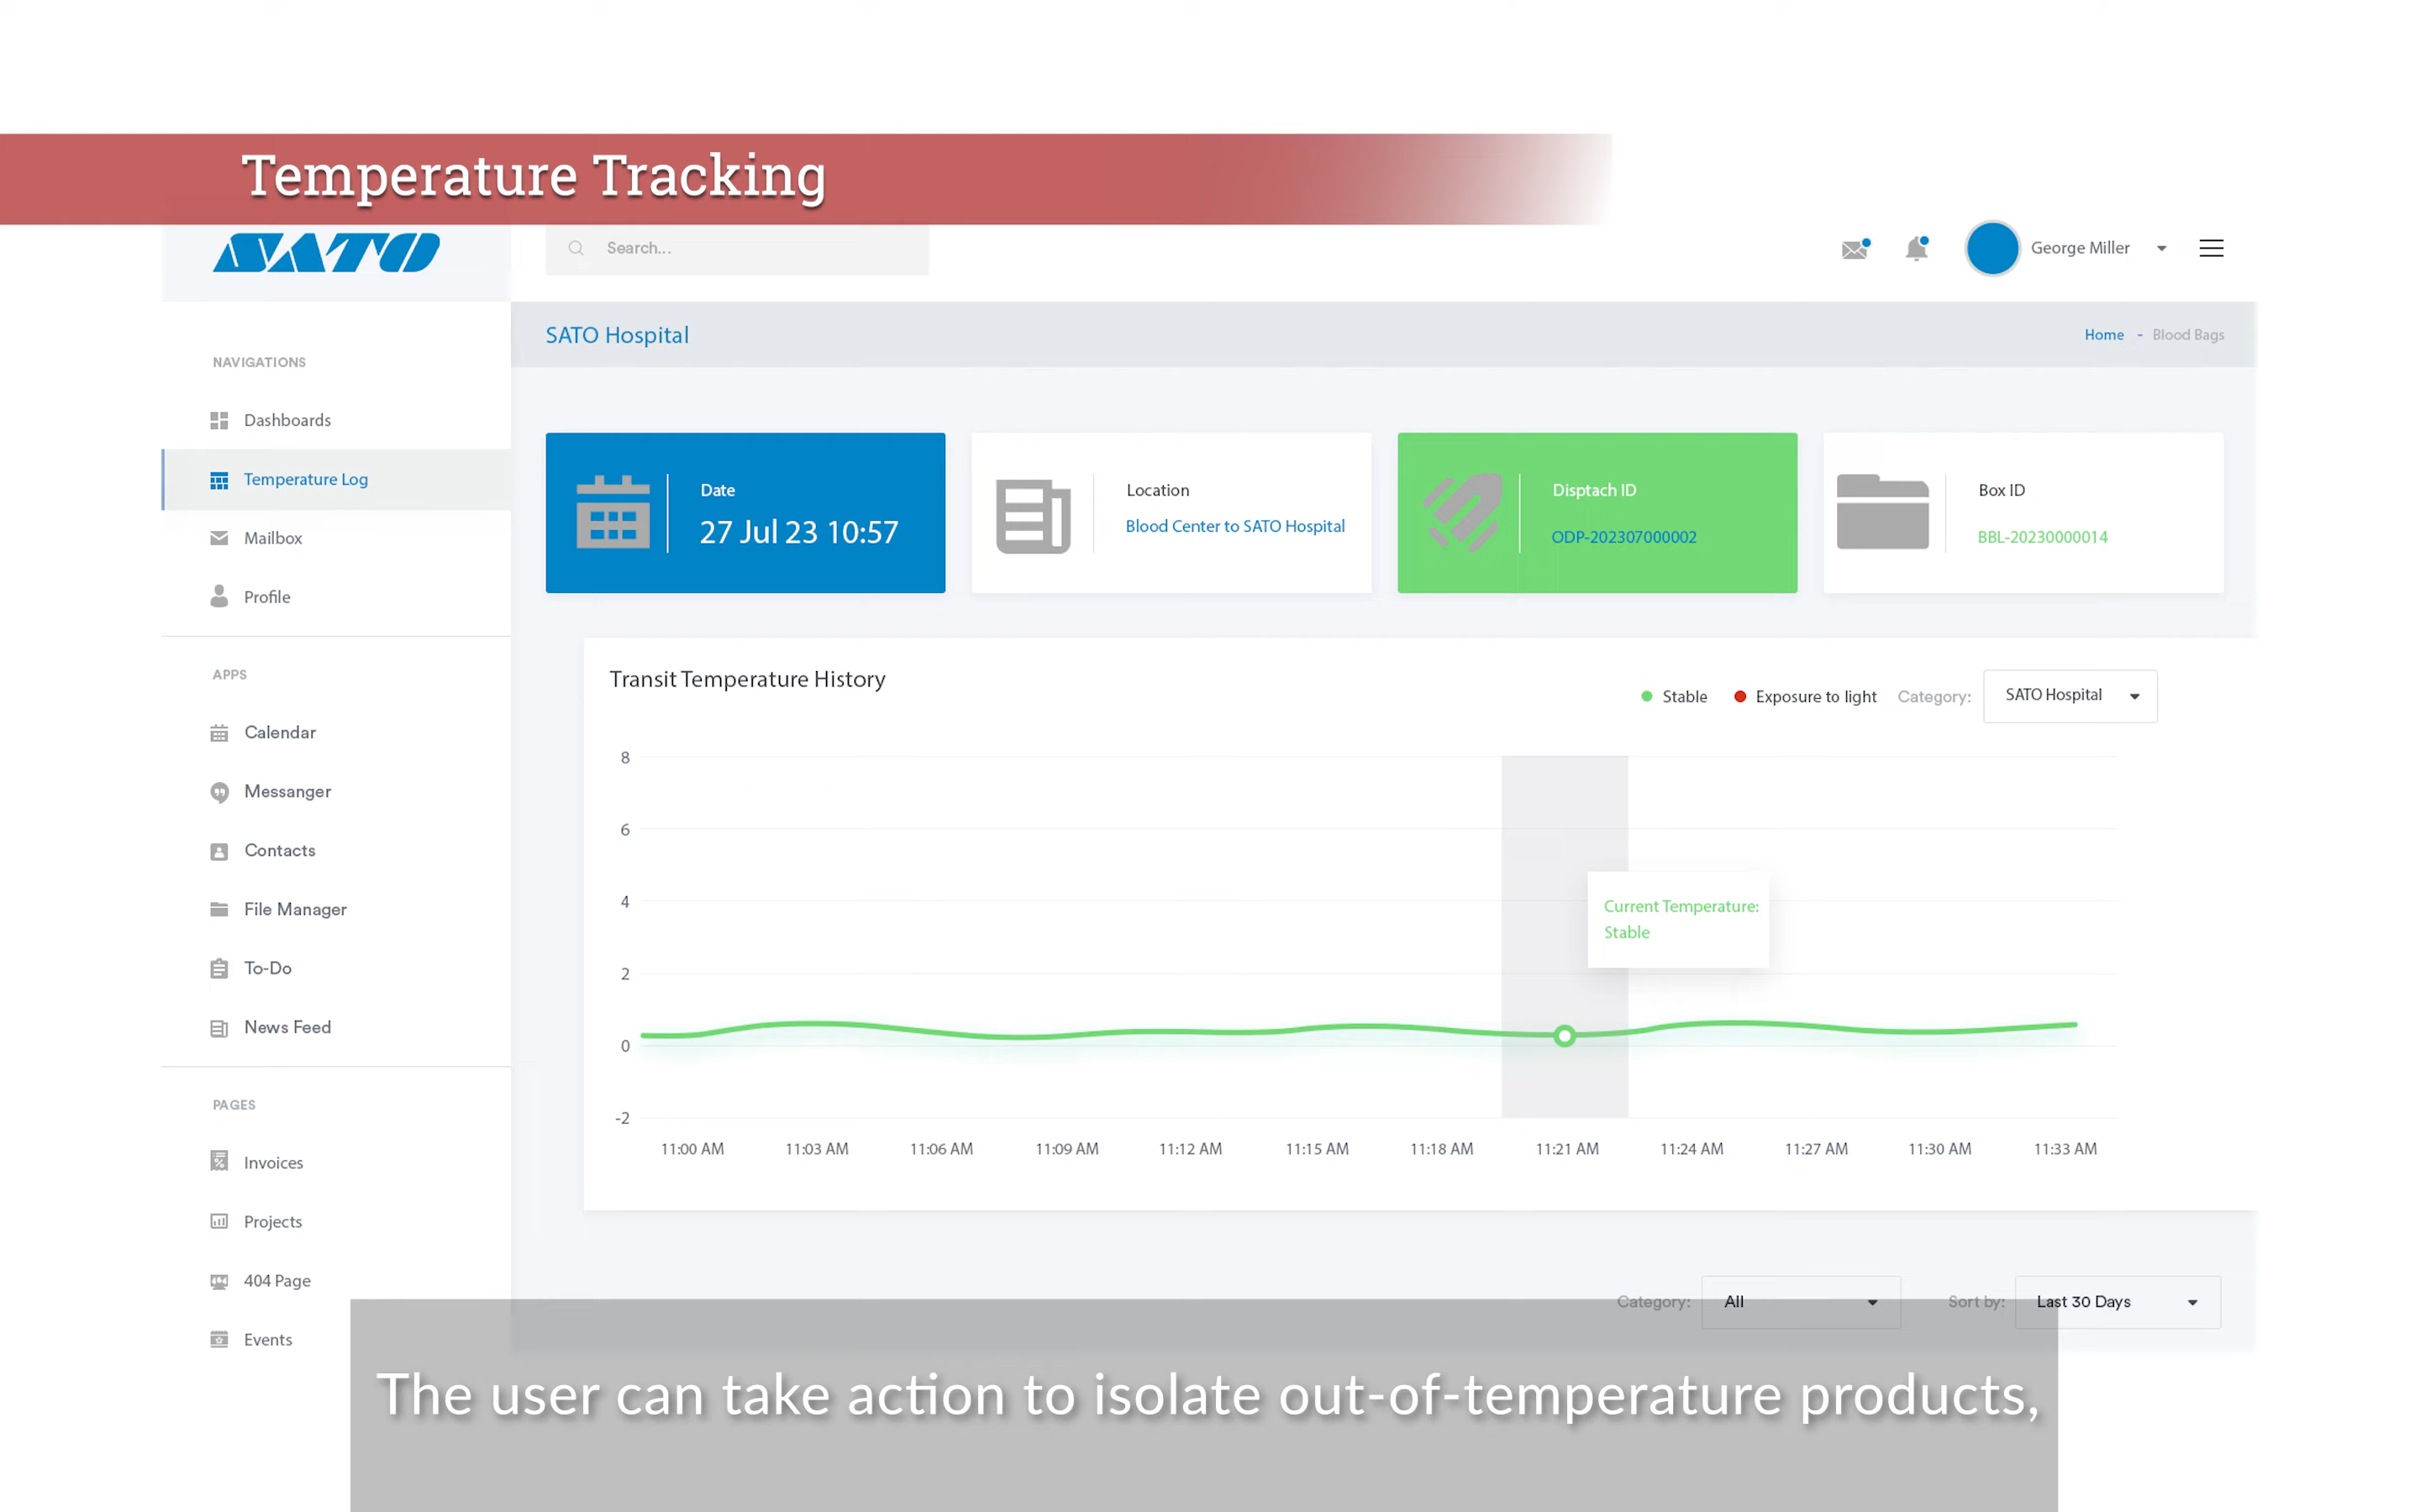 Temperature Tracking
SATO
Search...
George Miller
SATO Hospital
Home - Blood Bags
NAVIGATIONS
Dashboards
Temperature Log
Mailbox
Profile
APPS
Calendar
Messanger
Contacts
File Manager
To-Do
News Feed
PAGES
Invoices
Projects
404 Page
Events
Date
27 Jul 23 10:57
Location
Blood Center to SATO Hospital
Disptach ID
ODP-202307000002
Box ID
BBL-20230000014
Transit Temperature History
Stable
Exposure to light
Category:
SATO Hospital
8
6
4
2
0
-2
Current Temperature:
Stable
11:00 AM 11:03 AM 11:06 AM 11:09 AM 11:12 AM 11:15 AM 11:18 AM 11:21 AM 11:24 AM 11:27 AM 11:30 AM 11:33 AM
Category: All Sort by: Last 30 Days
The user can take action to isolate out-of-temperature products,